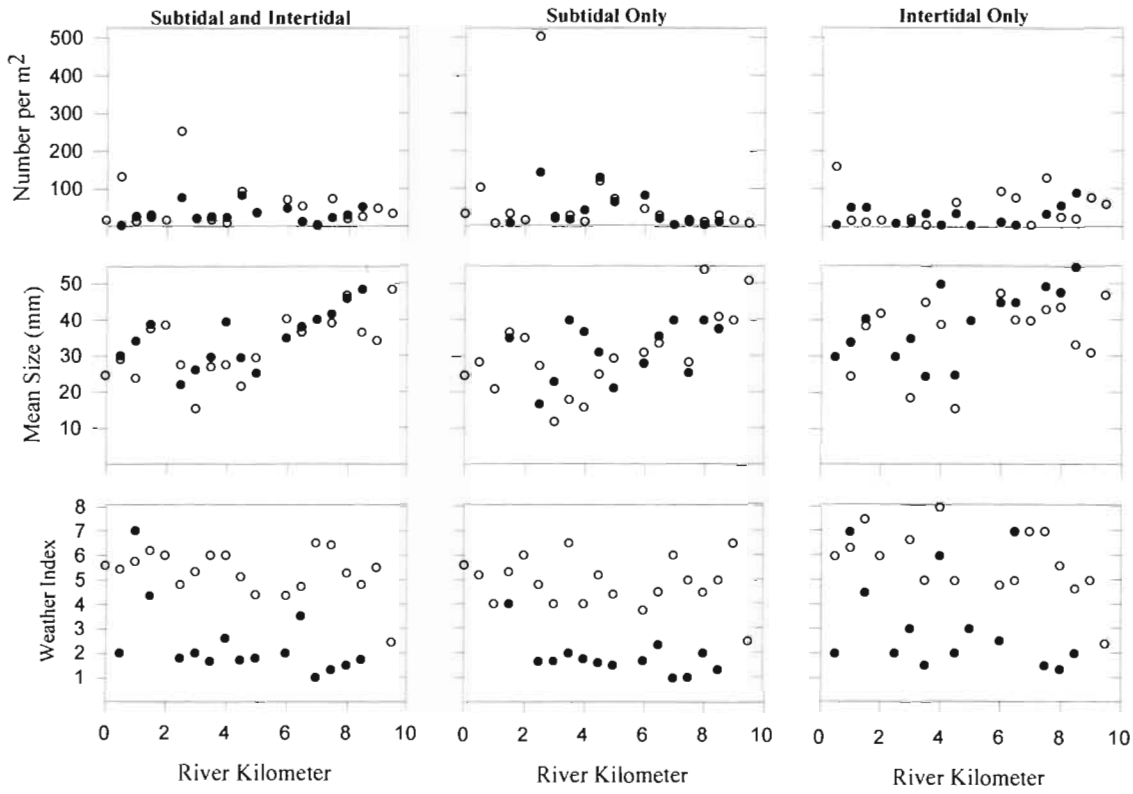 Subtidal and Intertidal
Subtidal Only
Intertidal Only
Number per m²
500
400
300
200
100
Mean Size (mm)
50
40
30
20
10
Weather Index
8
7
6
5
4
3
2
1
0 2 4 6 8 10
0 2 4 6 8 10
0 2 4 6 8 10
River Kilometer
River Kilometer
River Kilometer